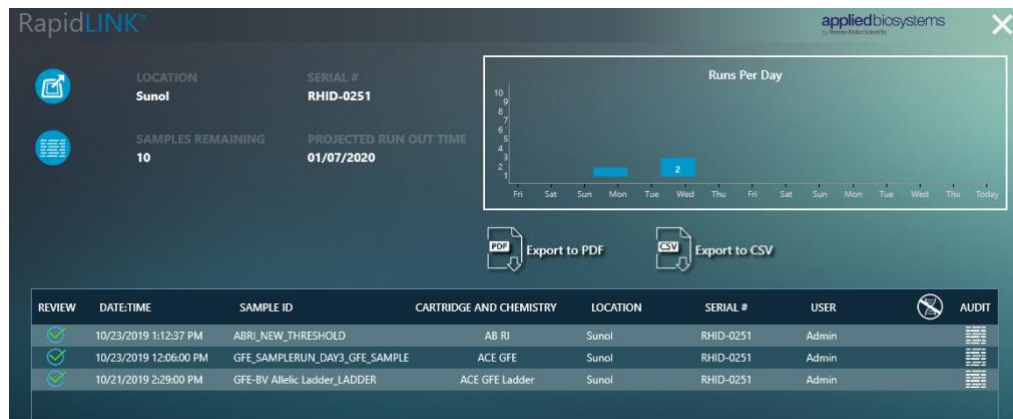 RapidLINK™
appliedbiosystems
by Thermo Fisher Scientific
LOCATION
Sunol
SERIAL #
RHID-0251
SAMPLES REMAINING
10
PROJECTED RUN OUT TIME
01/07/2020
Runs Per Day
10
9
8
7
6
5
4
3
2
1
2
Fri Sat Sun Mon Tue Wed Thu Fri Sat Sun Mon Tue Wed Thu Today
PDF Export to PDF
CSV Export to CSV
REVIEW DATE:TIME SAMPLE ID CARTRIDGE AND CHEMISTRY LOCATION SERIAL # USER AUDIT
10/23/2019 1:12:37 PM ABRI_NEW_THRESHOLD AB RI Sunol RHID-0251 Admin
10/23/2019 12:06:00 PM GFE_SAMPLERUN_DAY3_GFE_SAMPLE ACE GFE Sunol RHID-0251 Admin
10/21/2019 2:29:00 PM GFE-BV Allelic Ladder_LADDER ACE GFE Ladder Sunol RHID-0251 Admin